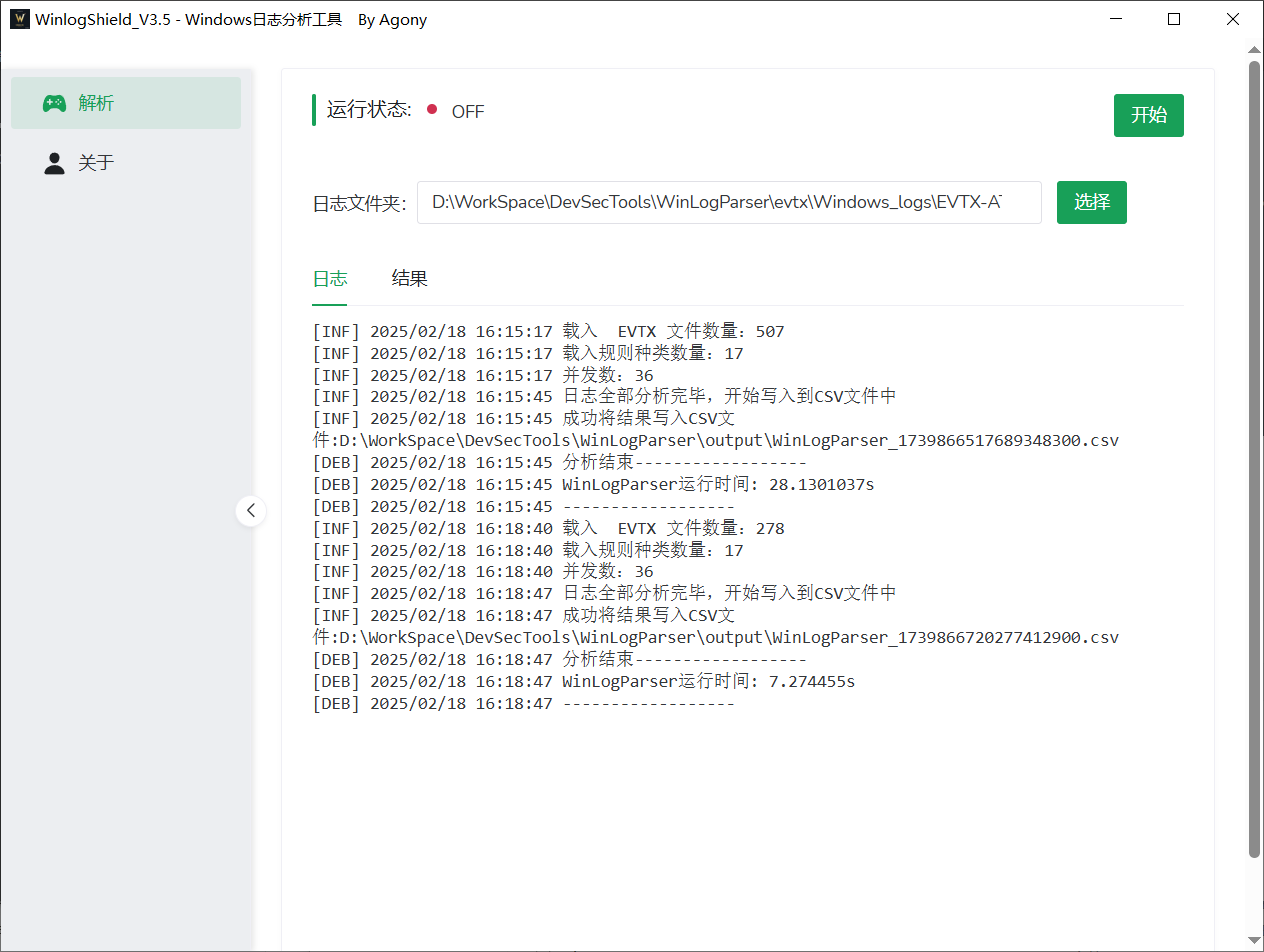 WinlogShield_V3.5 - Windows日志分析工具 By Agony
解析
关于
运行状态: OFF
开始
日志文件夹: D:\WorkSpace\DevSecTools\WinLogParser\evtx\Windows_logs\EVTX-AT
选择
日志 结果
[INF] 2025/02/18 16:15:17 载入 EVTX 文件数量：507
[INF] 2025/02/18 16:15:17 载入规则种类数量：17
[INF] 2025/02/18 16:15:17 并发数：36
[INF] 2025/02/18 16:15:45 日志全部分析完毕，开始写入到CSV文件中
[INF] 2025/02/18 16:15:45 成功将结果写入CSV文
件:D:\WorkSpace\DevSecTools\WinLogParser\output\WinLogParser_1739866517689348300.csv
[DEB] 2025/02/18 16:15:45 分析结束------------------
[DEB] 2025/02/18 16:15:45 WinLogParser运行时间: 28.1301037s
[DEB] 2025/02/18 16:15:45 ------------------
[INF] 2025/02/18 16:18:40 载入 EVTX 文件数量：278
[INF] 2025/02/18 16:18:40 载入规则种类数量：17
[INF] 2025/02/18 16:18:40 并发数：36
[INF] 2025/02/18 16:18:47 日志全部分析完毕，开始写入到CSV文件中
[INF] 2025/02/18 16:18:47 成功将结果写入CSV文
件:D:\WorkSpace\DevSecTools\WinLogParser\output\WinLogParser_1739866720277412900.csv
[DEB] 2025/02/18 16:18:47 分析结束------------------
[DEB] 2025/02/18 16:18:47 WinLogParser运行时间: 7.274455s
[DEB] 2025/02/18 16:18:47 ------------------